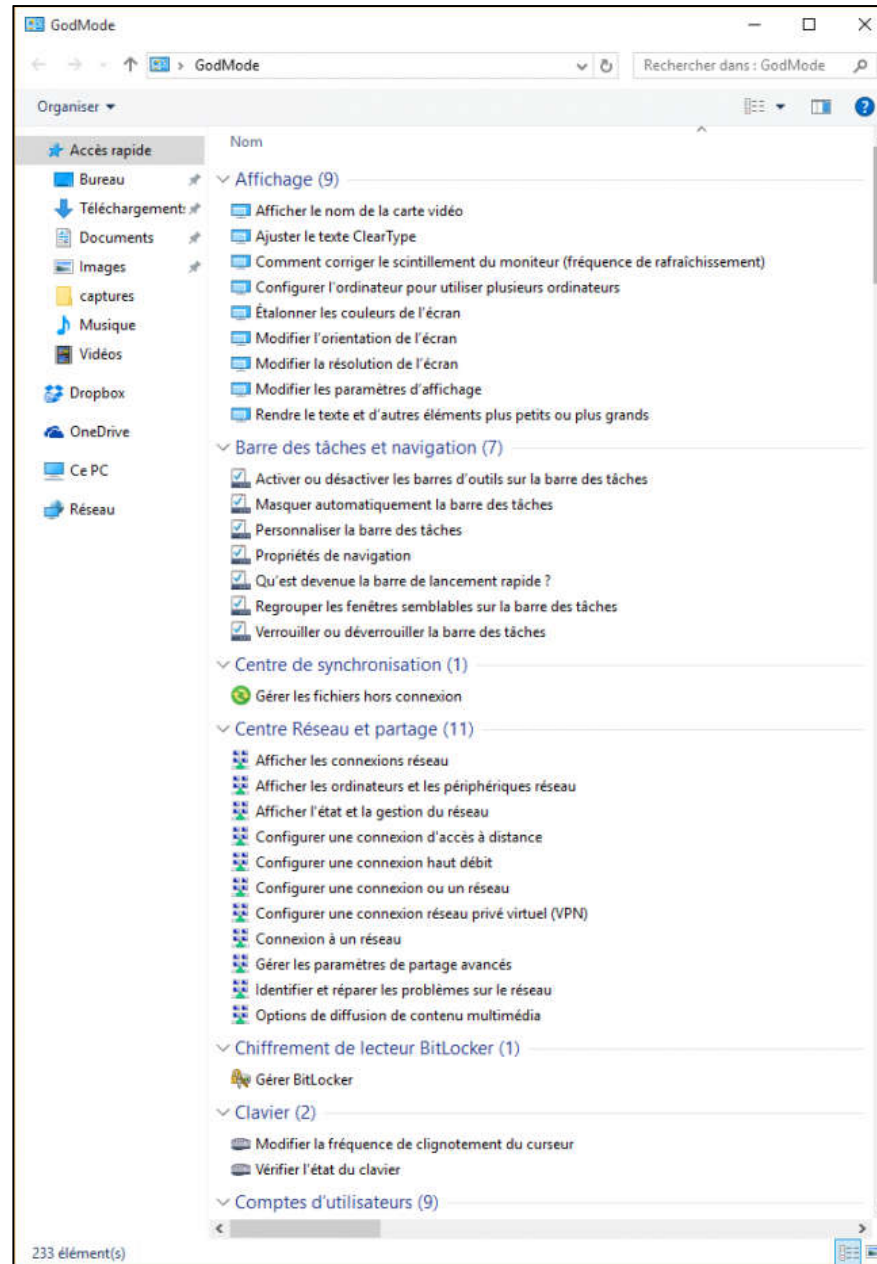 GodMode
GodMode
Rechercher dans : GodMode
Organiser
Accès rapide
Bureau
Téléchargement
Documents
Images
captures
Musique
Vidéos
Dropbox
OneDrive
Ce PC
Réseau
Nom
Affichage (9)
Afficher le nom de la carte vidéo
Ajuster le texte ClearType
Comment corriger le scintillement du moniteur (fréquence de rafraîchissement)
Configurer l'ordinateur pour utiliser plusieurs ordinateurs
Étalonner les couleurs de l'écran
Modifier l'orientation de l'écran
Modifier la résolution de l'écran
Modifier les paramètres d'affichage
Rendre le texte et d'autres éléments plus petits ou plus grands
Barre des tâches et navigation (7)
Activer ou désactiver les barres d'outils sur la barre des tâches
Masquer automatiquement la barre des tâches
Personnaliser la barre des tâches
Propriétés de navigation
Qu'est devenue la barre de lancement rapide ?
Regrouper les fenêtres semblables sur la barre des tâches
Verrouiller ou déverrouiller la barre des tâches
Centre de synchronisation (1)
Gérer les fichiers hors connexion
Centre Réseau et partage (11)
Afficher les connexions réseau
Afficher les ordinateurs et les périphériques réseau
Afficher l'état et la gestion du réseau
Configurer une connexion d'accès à distance
Configurer une connexion haut débit
Configurer une connexion ou un réseau
Configurer une connexion réseau privé virtuel (VPN)
Connexion à un réseau
Gérer les paramètres de partage avancés
Identifier et réparer les problèmes sur le réseau
Options de diffusion de contenu multimédia
Chiffrement de lecteur BitLocker (1)
Gérer BitLocker
Clavier (2)
Modifier la fréquence de clignotement du curseur
Vérifier l'état du clavier
Comptes d'utilisateurs (9)
233 élément(s)